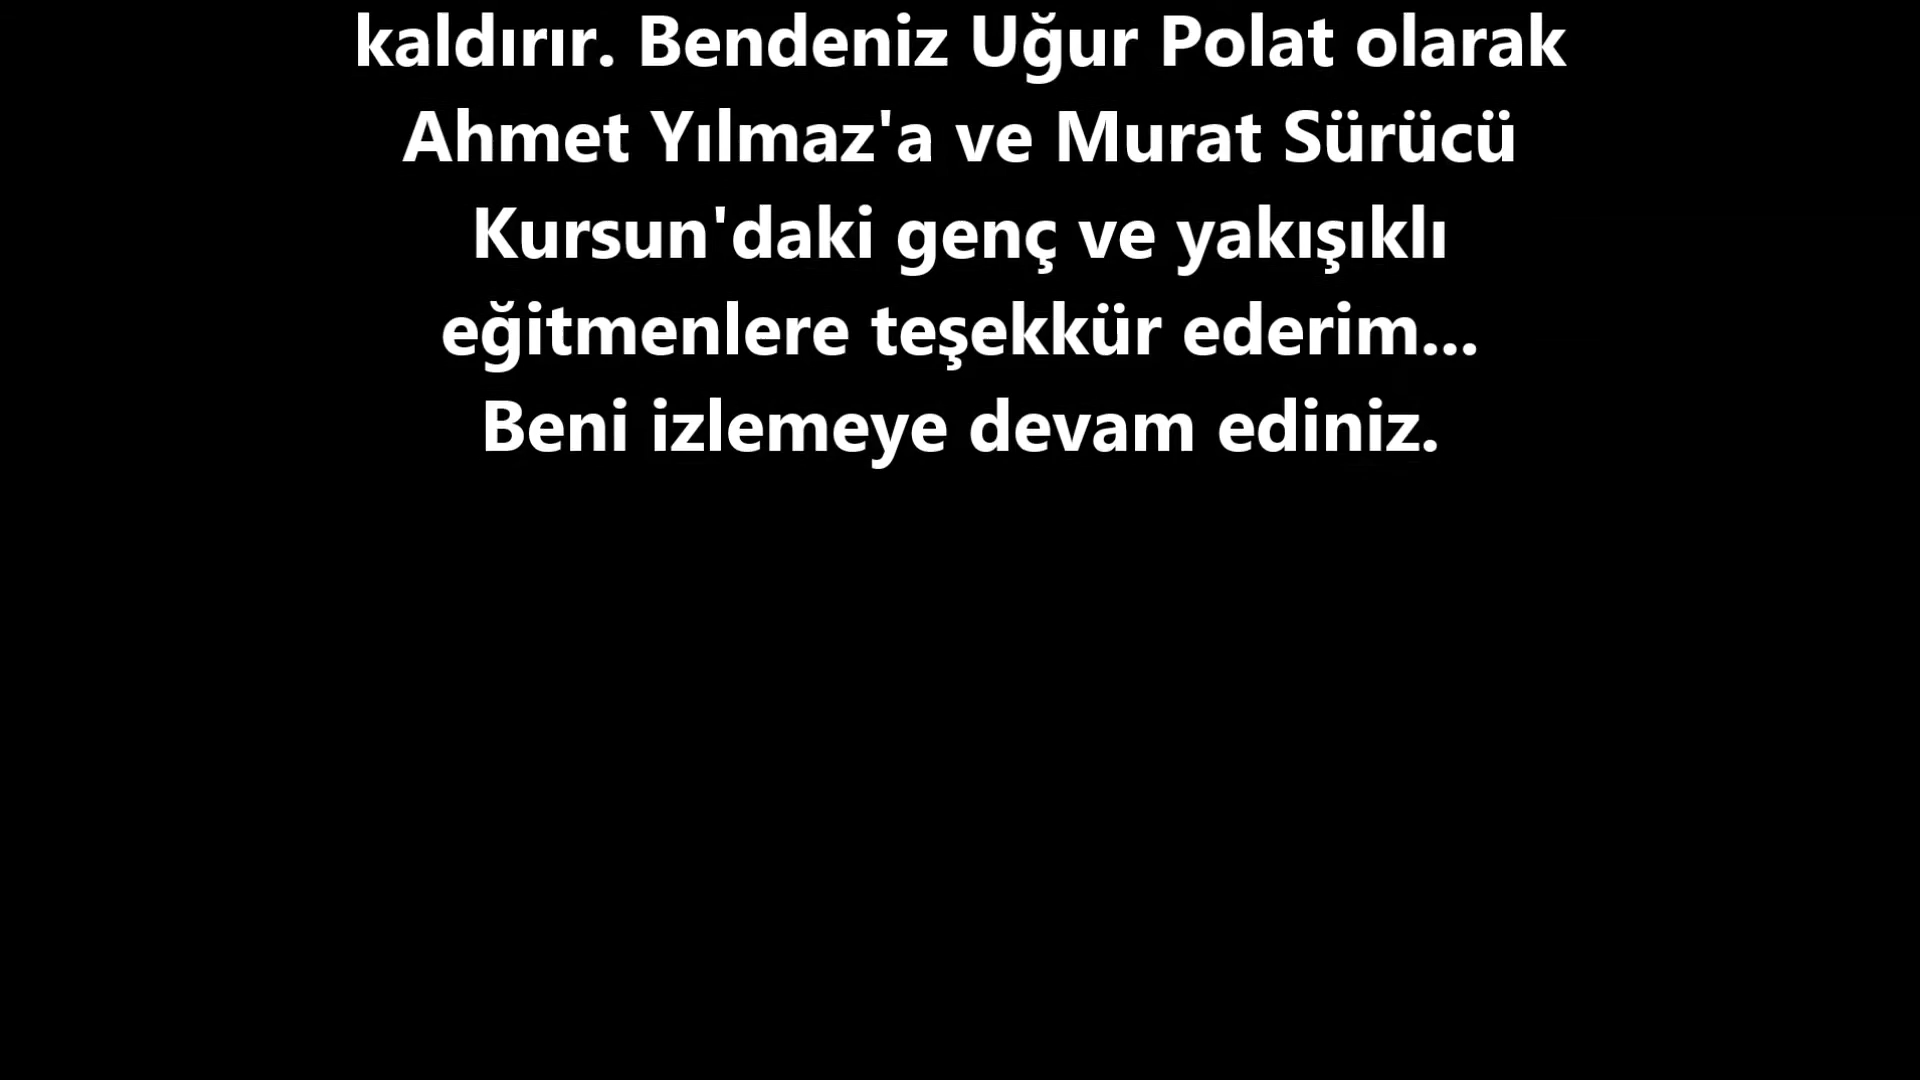 kaldırır. Bendeniz Uğur Polat olarak
Ahmet Yılmaz'a ve Murat Sürücü
Kursun'daki genç ve yakışıklı
eğitmenlere teşekkür ederim...
Beni izlemeye devam ediniz.